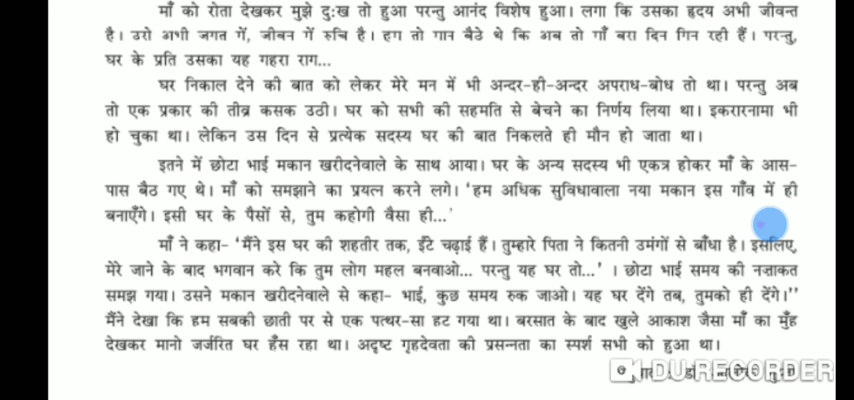 माँ को रोता देखकर मुझे दुःख तो हुआ परन्तु आनंद विशेष हुआ। लगा कि उसका हृदय अभी जीवन्त
है। उसे अभी जगत में, जीवन में रुचि है। हम तो मान बैठे थे कि अब तो माँ बस दिन गिन रही हैं। परन्तु,
घर के प्रति उसका यह गहरा राग...
घर निकाल देने की बात को लेकर मेरे मन में भी अन्दर-ही-अन्दर अपराध-बोध तो था। परन्तु अब
तो एक प्रकार की तीव्र कसक उठी। घर को सभी की सहमति से बेचने का निर्णय लिया था। इकरारनामा भी
हो चुका था। लेकिन उस दिन से प्रत्येक सदस्य घर की बात निकलते ही मौन हो जाता था।
इतने में छोटा भाई मकान खरीदनेवाले के साथ आया। घर के अन्य सदस्य भी एकत्र होकर माँ के आस-
पास बैठ गए थे। माँ को समझाने का प्रयत्न करने लगे। 'हम अधिक सुविधावाला नया मकान इस गाँव में ही
बनाएँगे। इसी घर के पैसों से, तुम कहोगी वैसा ही...'
माँ ने कहा- 'मैंने इस घर की शहतीर तक, ईंटे चढ़ाई हैं। तुम्हारे पिता ने कितनी उमंगों से बाँधा है। इसलिए,
मेरे जाने के बाद भगवान करे कि तुम लोग महल बनवाओ... परन्तु यह घर तो...' । छोटा भाई समय की नज़ाकत
समझ गया। उसने मकान खरीदनेवाले से कहा- भाई, कुछ समय रुक जाओ। यह घर देंगे तब, तुमको ही देंगे।''
मैंने देखा कि हम सबकी छाती पर से एक पत्थर-सा हट गया था। बरसात के बाद खुले आकाश जैसा माँ का मुँह
देखकर मानो जर्जरित घर हँस रहा था। अदृष्ट गृहदेवता की प्रसन्नता का स्पर्श सभी को हुआ था।
DU RECORDER